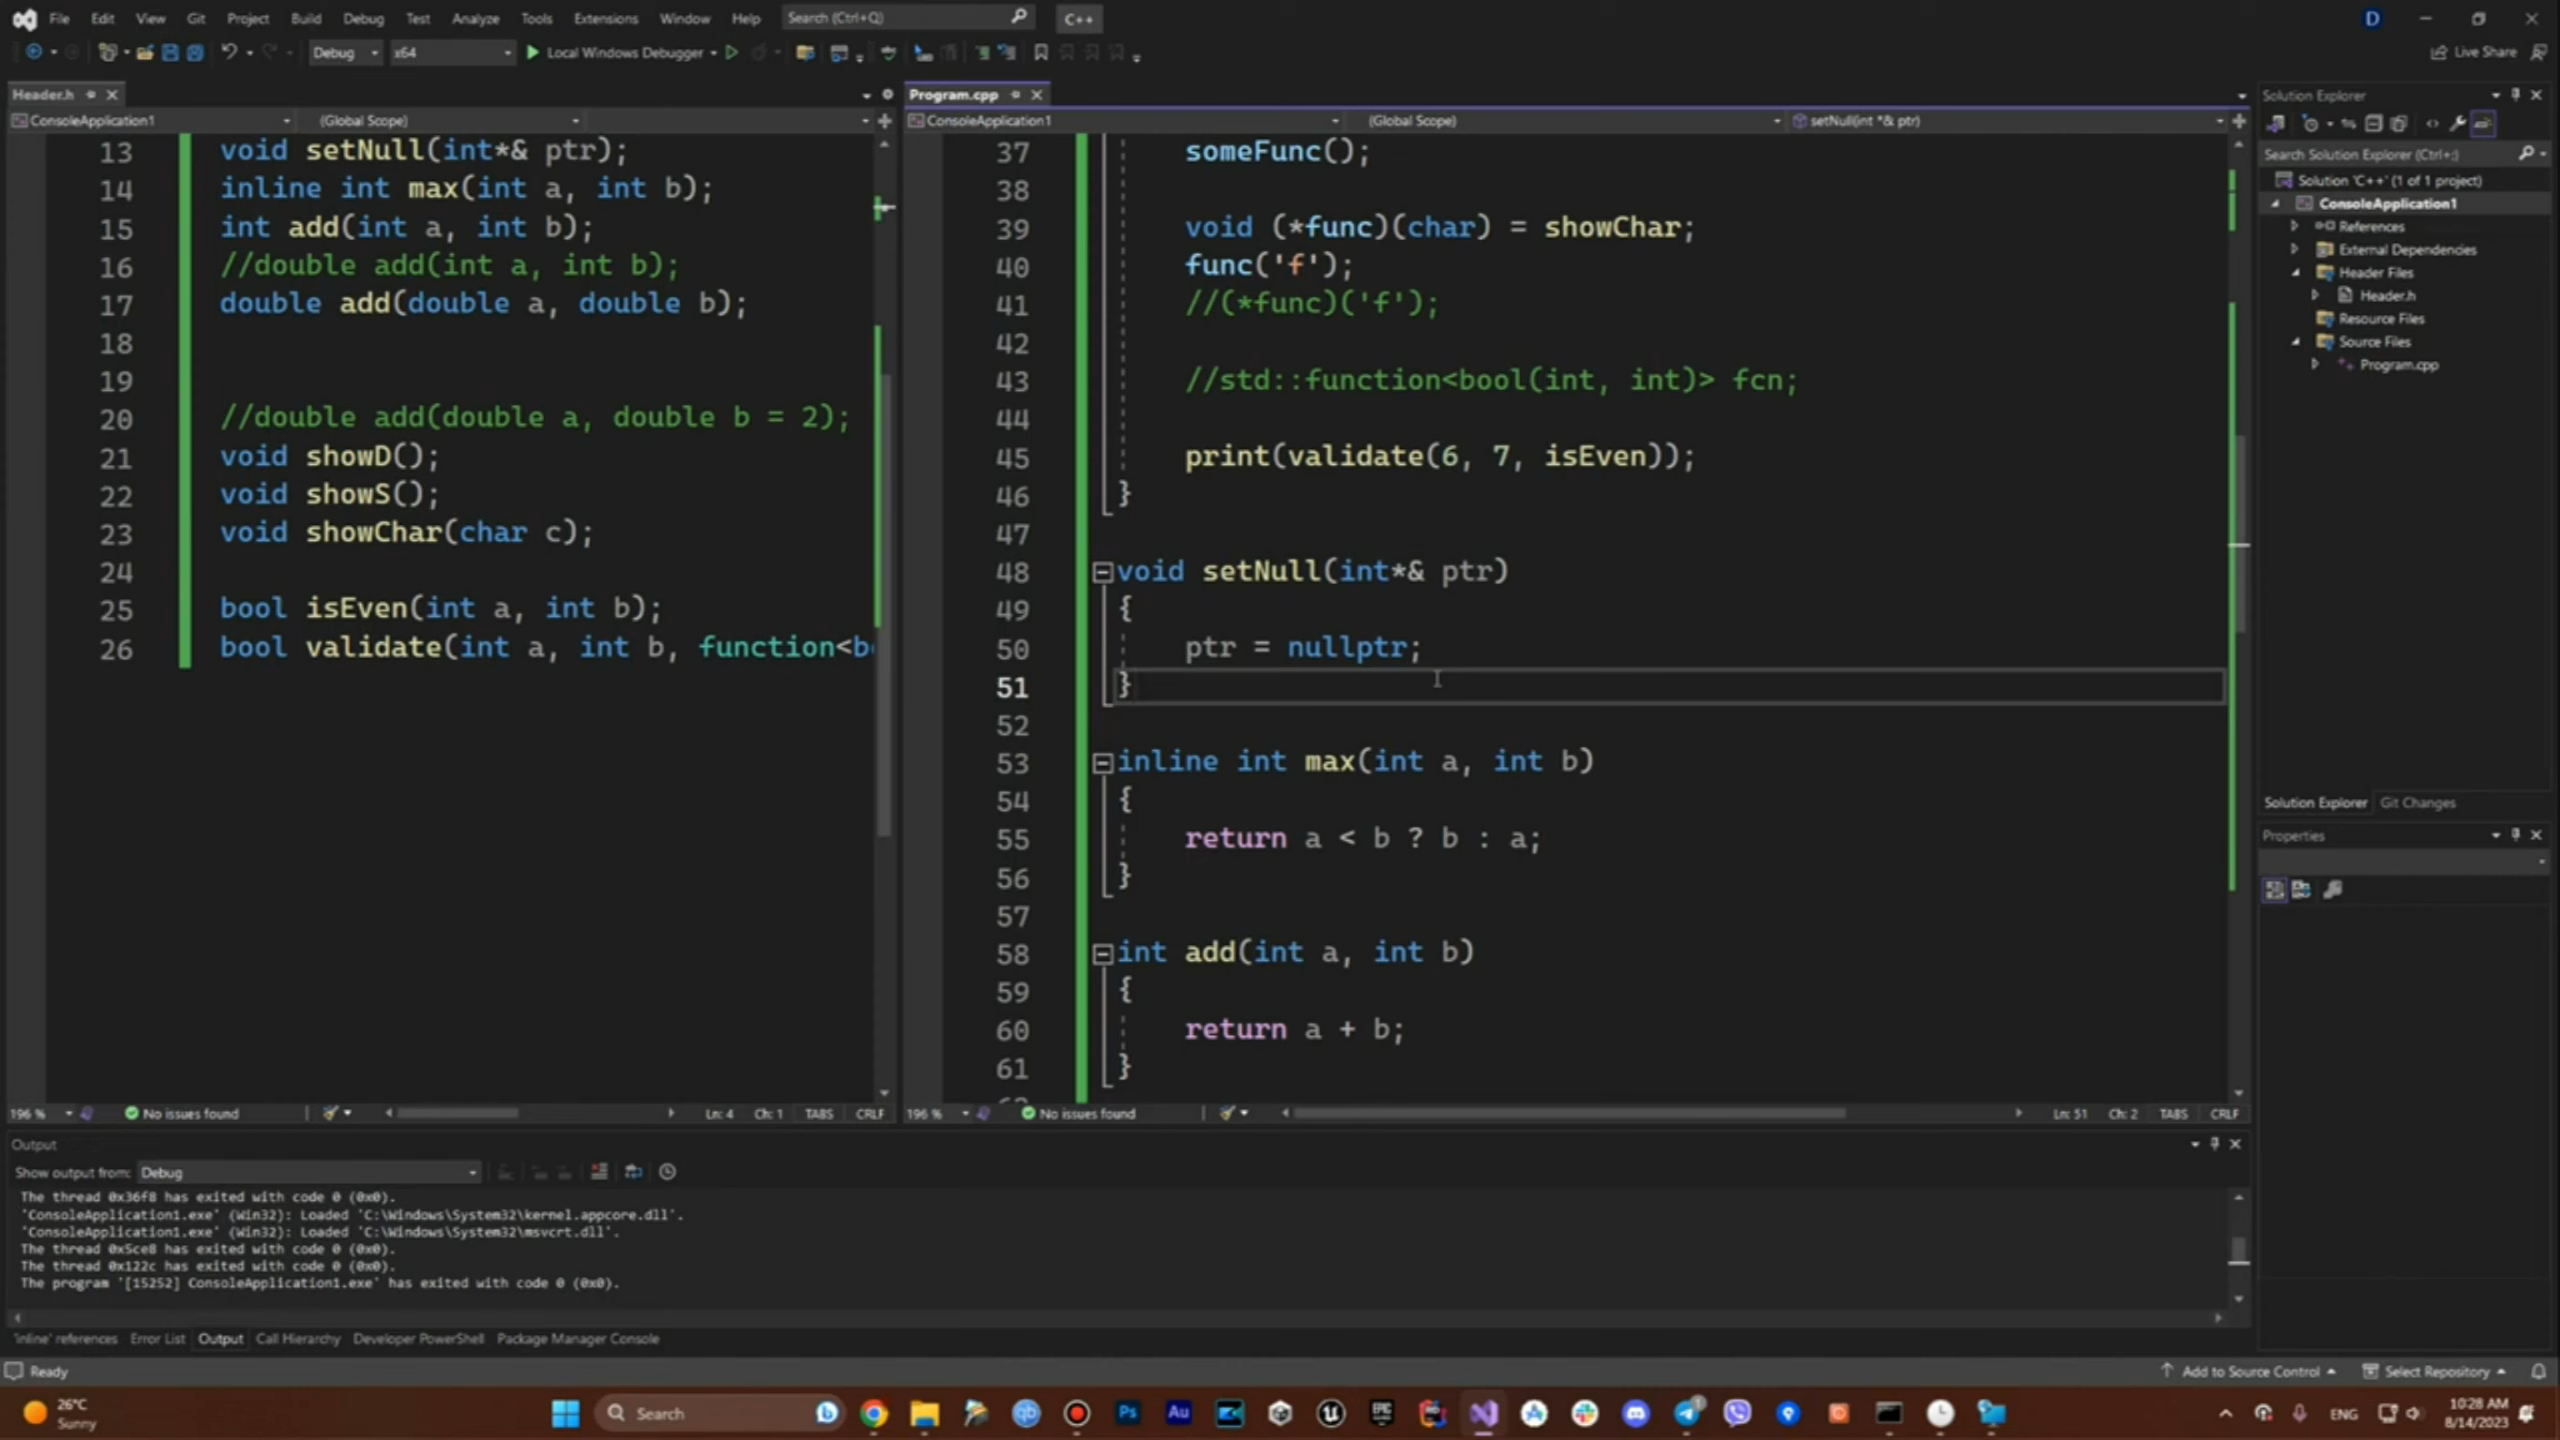 File Edit View Git Project Build Debug Test Analyze Tools Extensions Window Help Search (Ctrl+Q) C++ D
Debug x64 Local Windows Debugger Live Share
Header.h
ConsoleApplication1 (Global Scope)
13 void setNull(int*& ptr);
14 inline int max(int a, int b);
15 int add(int a, int b);
16 //double add(int a, int b);
17 double add(double a, double b);
18
19
20 //double add(double a, double b = 2);
21 void showD();
22 void showS();
23 void showChar(char c);
24
25 bool isEven(int a, int b);
26 bool validate(int a, int b, function<b
196 % No issues found Ln: 4 Ch: 1 TABS CRLF
Program.cpp
ConsoleApplication1 (Global Scope) setNull(int *& ptr)
37 someFunc();
38
39 void (*func)(char) = showChar;
40 func('f');
41 //(*func)('f');
42
43 //std::function<bool(int, int)> fcn;
44
45 print(validate(6, 7, isEven));
46 }
47
48 void setNull(int*& ptr)
49 {
50 ptr = nullptr;
51 }
52
53 inline int max(int a, int b)
54 {
55 return a < b ? b : a;
56 }
57
58 int add(int a, int b)
59 {
60 return a + b;
61 }
196 % No issues found Ln: 51 Ch: 2 TABS CRLF
Solution Explorer
Search Solution Explorer (Ctrl+;)
Solution 'C++' (1 of 1 project)
ConsoleApplication1
References
External Dependencies
Header Files
Header.h
Resource Files
Source Files
Program.cpp
Solution Explorer Git Changes
Properties
Output
Show output from: Debug
The thread 0x36f8 has exited with code 0 (0x0).
'ConsoleApplication1.exe' (Win32): Loaded 'C:\Windows\System32\kernel.appcore.dll'.
'ConsoleApplication1.exe' (Win32): Loaded 'C:\Windows\System32\msvcrt.dll'.
The thread 0x5ce8 has exited with code 0 (0x0).
The thread 0x122c has exited with code 0 (0x0).
The program '[15252] ConsoleApplication1.exe' has exited with code 0 (0x0).
'inline' references Error List Output Call Hierarchy Developer PowerShell Package Manager Console
Ready Add to Source Control Select Repository
26°C
Sunny
Search
Ps Au
ENG
10:28 AM
8/14/2023